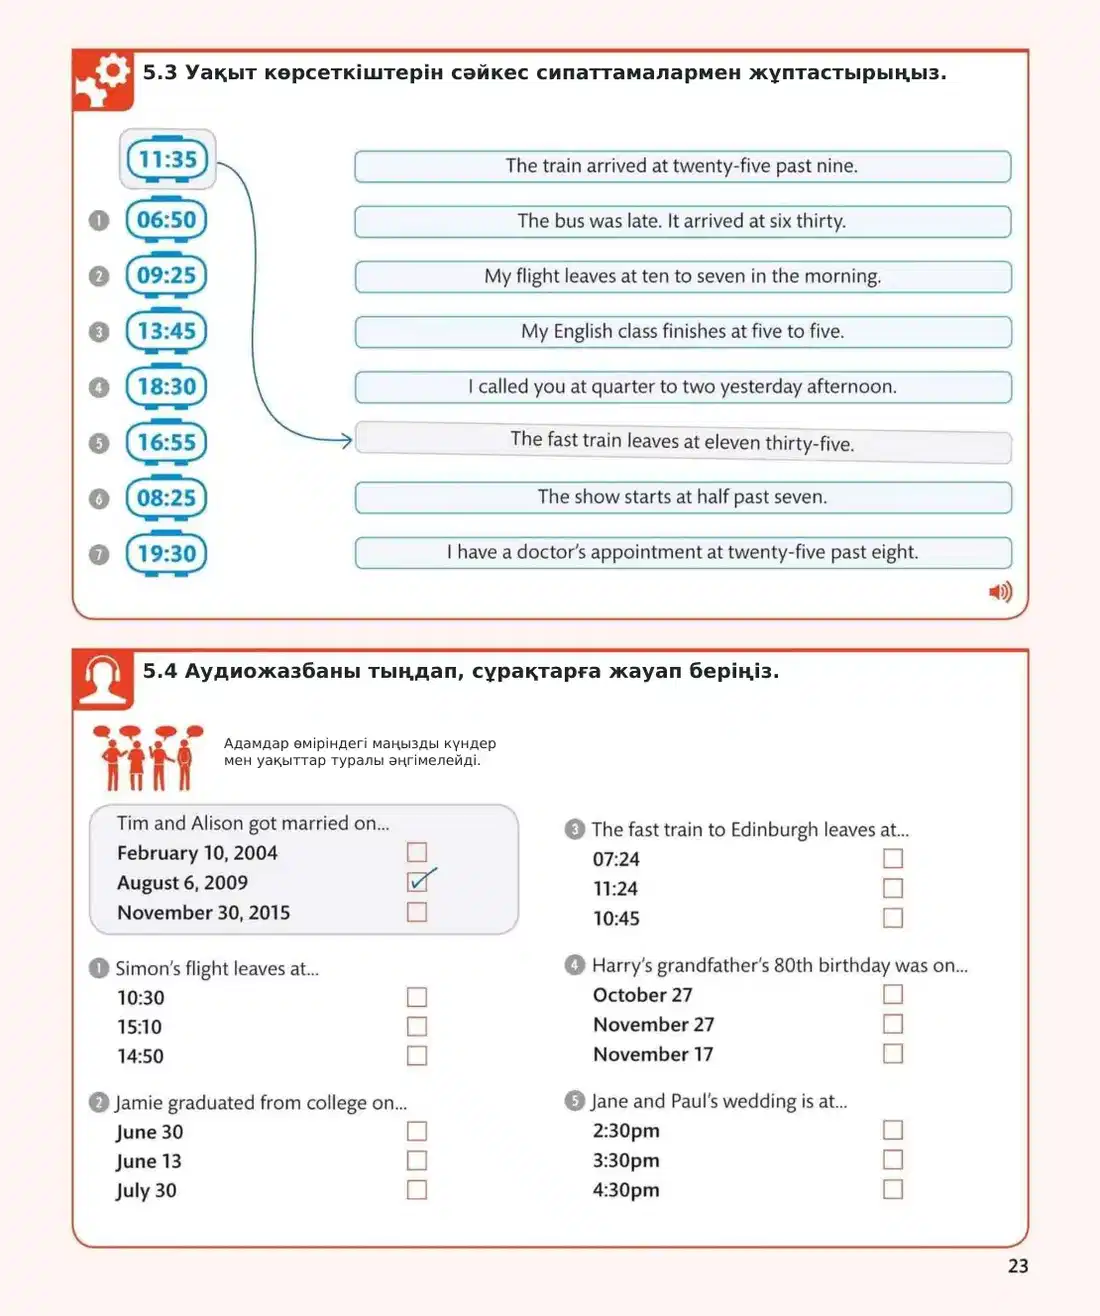 5.3 Уақыт көрсеткіштерін сәйкес сипаттамалармен жұптастырыңыз.
11:35
The train arrived at twenty-five past nine.
1 06:50
The bus was late. It arrived at six thirty.
2 09:25
My flight leaves at ten to seven in the morning.
3 13:45
My English class finishes at five to five.
4 18:30
I called you at quarter to two yesterday afternoon.
5 16:55
The fast train leaves at eleven thirty-five.
6 08:25
The show starts at half past seven.
7 19:30
I have a doctor's appointment at twenty-five past eight.
5.4 Аудиожазбаны тыңдап, сұрақтарға жауап беріңіз.
Адамдар өміріндегі маңызды күндер
мен уақыттар туралы әңгімелейді.
Tim and Alison got married on...
February 10, 2004
August 6, 2009
November 30, 2015
1 Simon's flight leaves at...
10:30
15:10
14:50
2 Jamie graduated from college on...
June 30
June 13
July 30
3 The fast train to Edinburgh leaves at...
07:24
11:24
10:45
4 Harry's grandfather's 80th birthday was on...
October 27
November 27
November 17
5 Jane and Paul's wedding is at...
2:30pm
3:30pm
4:30pm
23